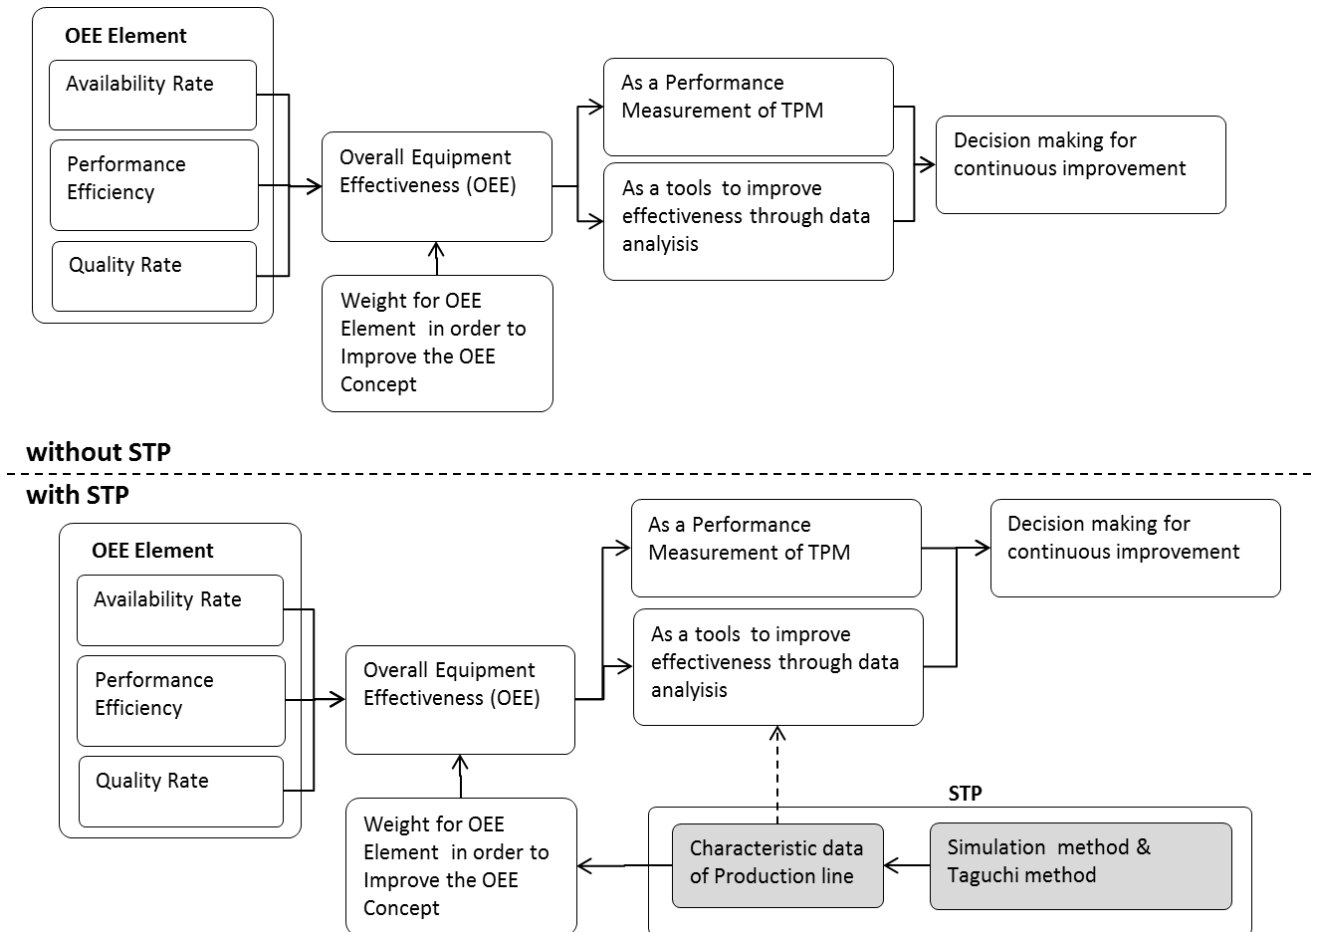 OEE Element
Availability Rate
Performance
Efficiency
Quality Rate
Overall Equipment
Effectiveness (OEE)
Weight for OEE
Element in order to
Improve the OEE
Concept
As a Performance
Measurement of TPM
As a tools to improve
effectiveness through data
analyisis
Decision making for
continuous improvement
without STP
with STP
OEE Element
Availability Rate
Performance
Efficiency
Quality Rate
Overall Equipment
Effectiveness (OEE)
Weight for OEE
Element in order to
Improve the OEE
Concept
As a Performance
Measurement of TPM
As a tools to improve
effectiveness through data
analyisis
Decision making for
continuous improvement
STP
Characteristic data
of Production line
Simulation method &
Taguchi method